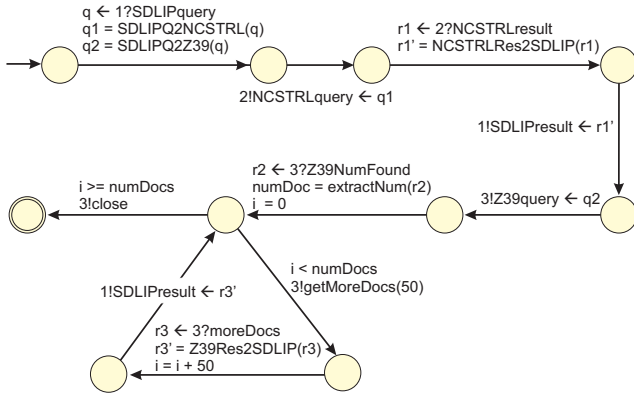 q ← 1?SDLIPquery
q1 = SDLIPQ2NCSTRL(q)
q2 = SDLIPQ2Z39(q)
2!NCSTRLquery ← q1
r1 ← 2?NCSTRLresult
r1' = NCSTRLRes2SDLIP(r1)
1!SDLIPresult ← r1'
3!Z39query ← q2
r2 ← 3?Z39NumFound
numDoc = extractNum(r2)
i = 0
i >= numDocs
3!close
i < numDocs
3!getMoreDocs(50)
r3 ← 3?moreDocs
r3' = Z39Res2SDLIP(r3)
i = i + 50
1!SDLIPresult ← r3'